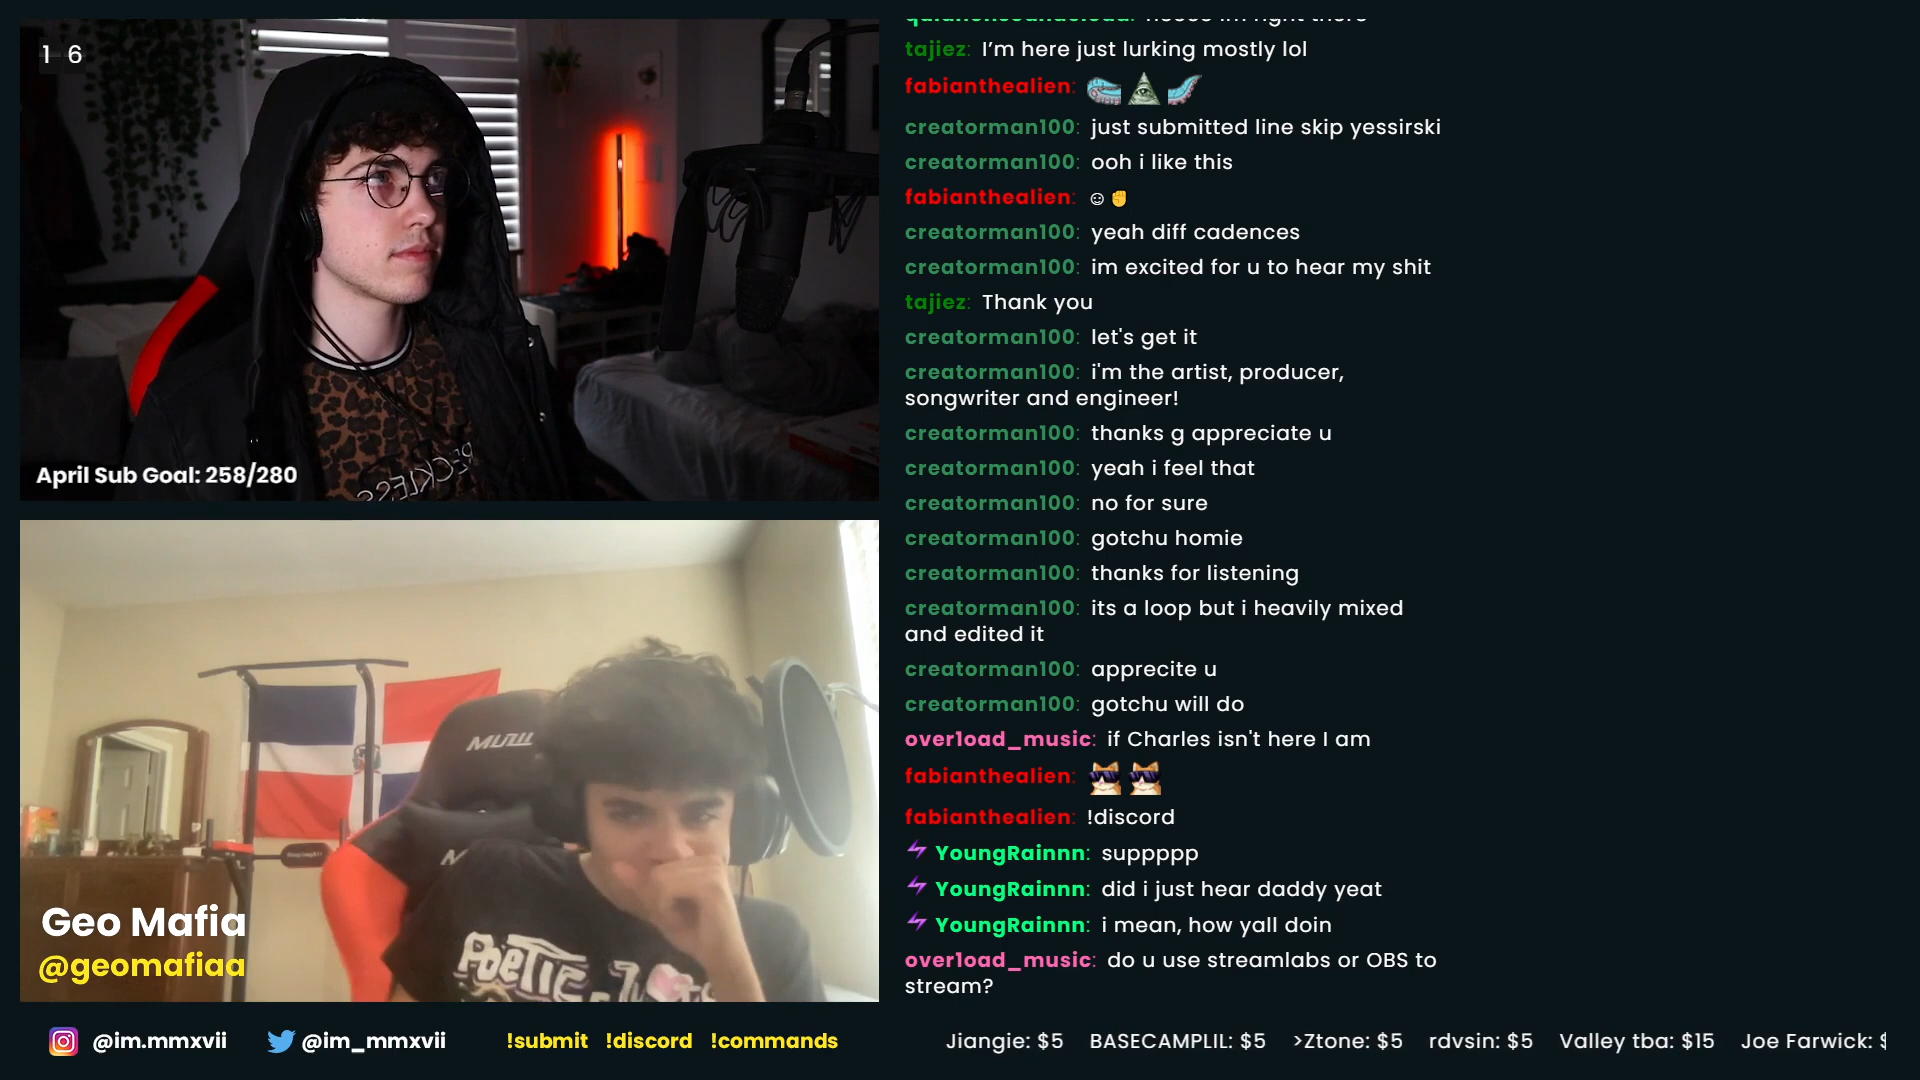 1 6
April Sub Goal: 258/280
RECKLESS
MUZU
Poetic
Geo Mafia
@geomafiaa
tajiez: I’m here just lurking mostly lol
fabianthealien:
creatorman100: just submitted line skip yessirski
creatorman100: ooh i like this
fabianthealien: ☺✊
creatorman100: yeah diff cadences
creatorman100: im excited for u to hear my shit
tajiez: Thank you
creatorman100: let's get it
creatorman100: i'm the artist, producer,
songwriter and engineer!
creatorman100: thanks g appreciate u
creatorman100: yeah i feel that
creatorman100: no for sure
creatorman100: gotchu homie
creatorman100: thanks for listening
creatorman100: its a loop but i heavily mixed
and edited it
creatorman100: apprecite u
creatorman100: gotchu will do
over1oad_music: if Charles isn't here I am
fabianthealien:
fabianthealien: !discord
YoungRainnn: suppppp
YoungRainnn: did i just hear daddy yeat
YoungRainnn: i mean, how yall doin
over1oad_music: do u use streamlabs or OBS to
stream?
@im.mmxvii @im_mmxvii !submit !discord !commands Jiangie: $5 BASECAMPLIL: $5 >Ztone: $5 rdvsin: $5 Valley tba: $15 Joe Farwick: $